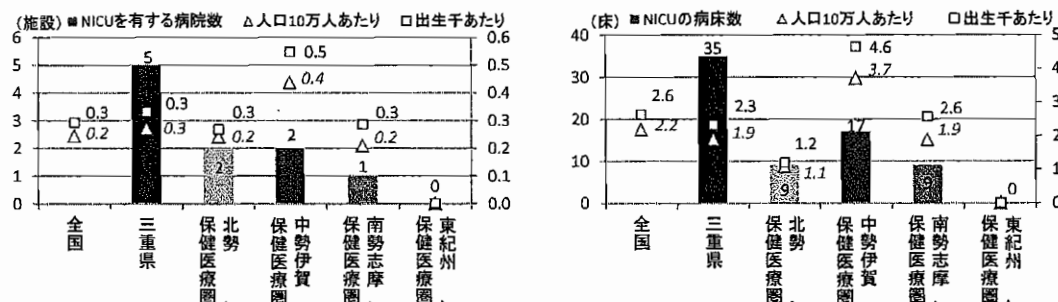 (施設) ■ NICUを有する病院数 △ 人口10万人あたり □ 出生千あたり
6 5 4 3 2 1 0
0.6 0.5 0.4 0.3 0.2 0.1 0.0
5 2 2 1
0.3 0.3 0.3 0.5 0.3 0
0.2 0.3 0.2 0.4 0.2
全国
三重県
北勢保健医療圏
中勢伊賀保健医療圏
南勢志摩保健医療圏
東紀州保健医療圏
(床) ■ NICUの病床数 △ 人口10万人あたり □ 出生千あたり
40 30 20 10 0
5 4 3 2 1 0
35 9 17 9
2.6 2.3 1.2 4.6 2.6 0
2.2 1.9 1.1 3.7 1.9
全国
三重県
北勢保健医療圏
中勢伊賀保健医療圏
南勢志摩保健医療圏
東紀州保健医療圏